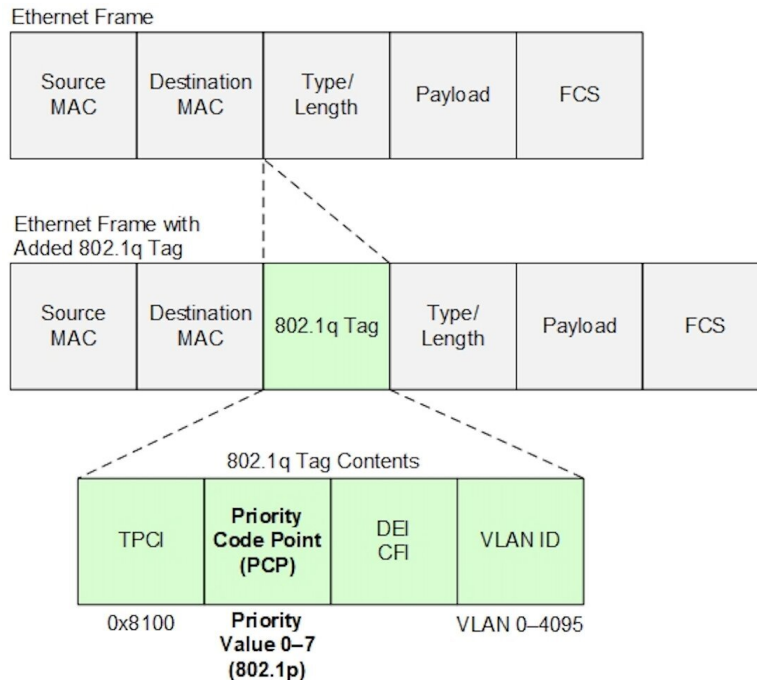 Ethernet Frame
Source
MAC
Destination
MAC
Type/
Length
Payload
FCS
Ethernet Frame with
Added 802.1q Tag
Source
MAC
Destination
MAC
802.1q Tag
Type/
Length
Payload
FCS
802.1q Tag Contents
TPCI
Priority
Code Point
(PCP)
DEI
CFI
VLAN ID
0x8100
Priority
Value 0–7
(802.1p)
VLAN 0–4095